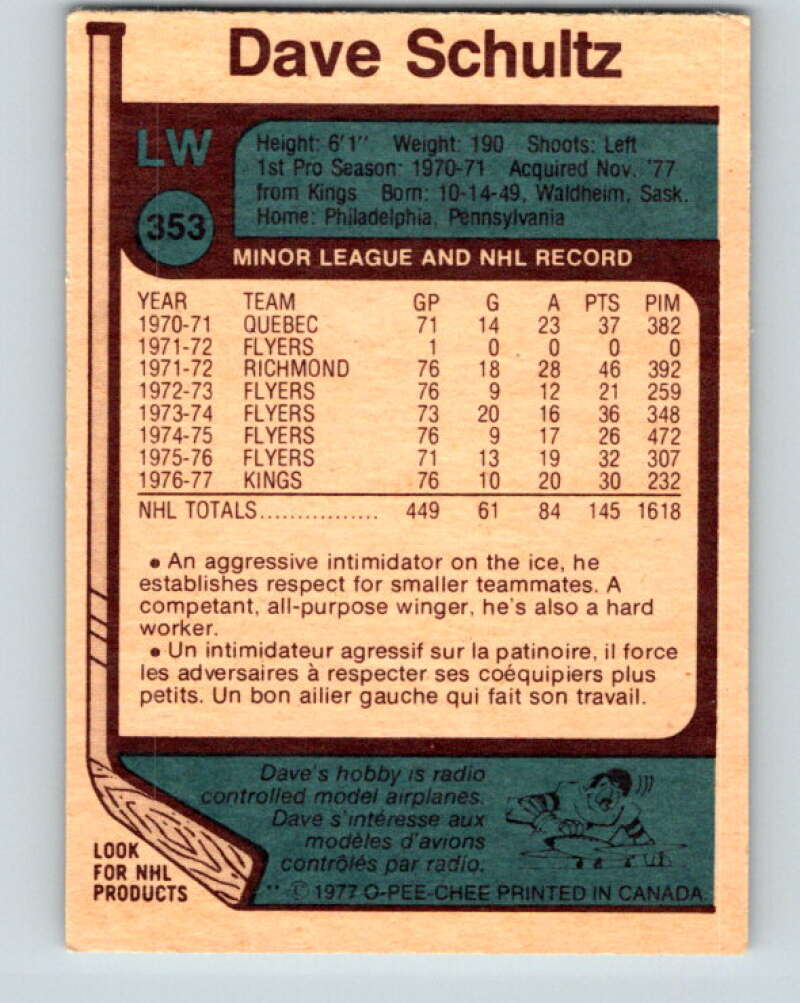 Dave Schultz
LW
353
Height: 6'1" Weight: 190 Shoots: Left
1st Pro Season: 1970-71 Acquired Nov. '77
from Kings Born: 10-14-49, Waldheim, Sask.
Home: Philadelphia, Pennsylvania
MINOR LEAGUE AND NHL RECORD
YEAR TEAM GP G A PTS PIM
1970-71 QUEBEC 71 14 23 37 382
1971-72 FLYERS 1 0 0 0 0
1971-72 RICHMOND 76 18 28 46 392
1972-73 FLYERS 76 9 12 21 259
1973-74 FLYERS 73 20 16 36 348
1974-75 FLYERS 76 9 17 26 472
1975-76 FLYERS 71 13 19 32 307
1976-77 KINGS 76 10 20 30 232
NHL TOTALS................ 449 61 84 145 1618
• An aggressive intimidator on the ice, he
establishes respect for smaller teammates. A
competant, all-purpose winger, he's also a hard
worker.
• Un intimidateur agressif sur la patinoire, il force
les adversaires à respecter ses coéquipiers plus
petits. Un bon ailier gauche qui fait son travail.
Dave's hobby is radio
controlled model airplanes.
Dave s'intéresse aux
modèles d'avions
contrôlés par radio.
LOOK
FOR NHL
PRODUCTS
** © 1977 O-PEE-CHEE PRINTED IN CANADA